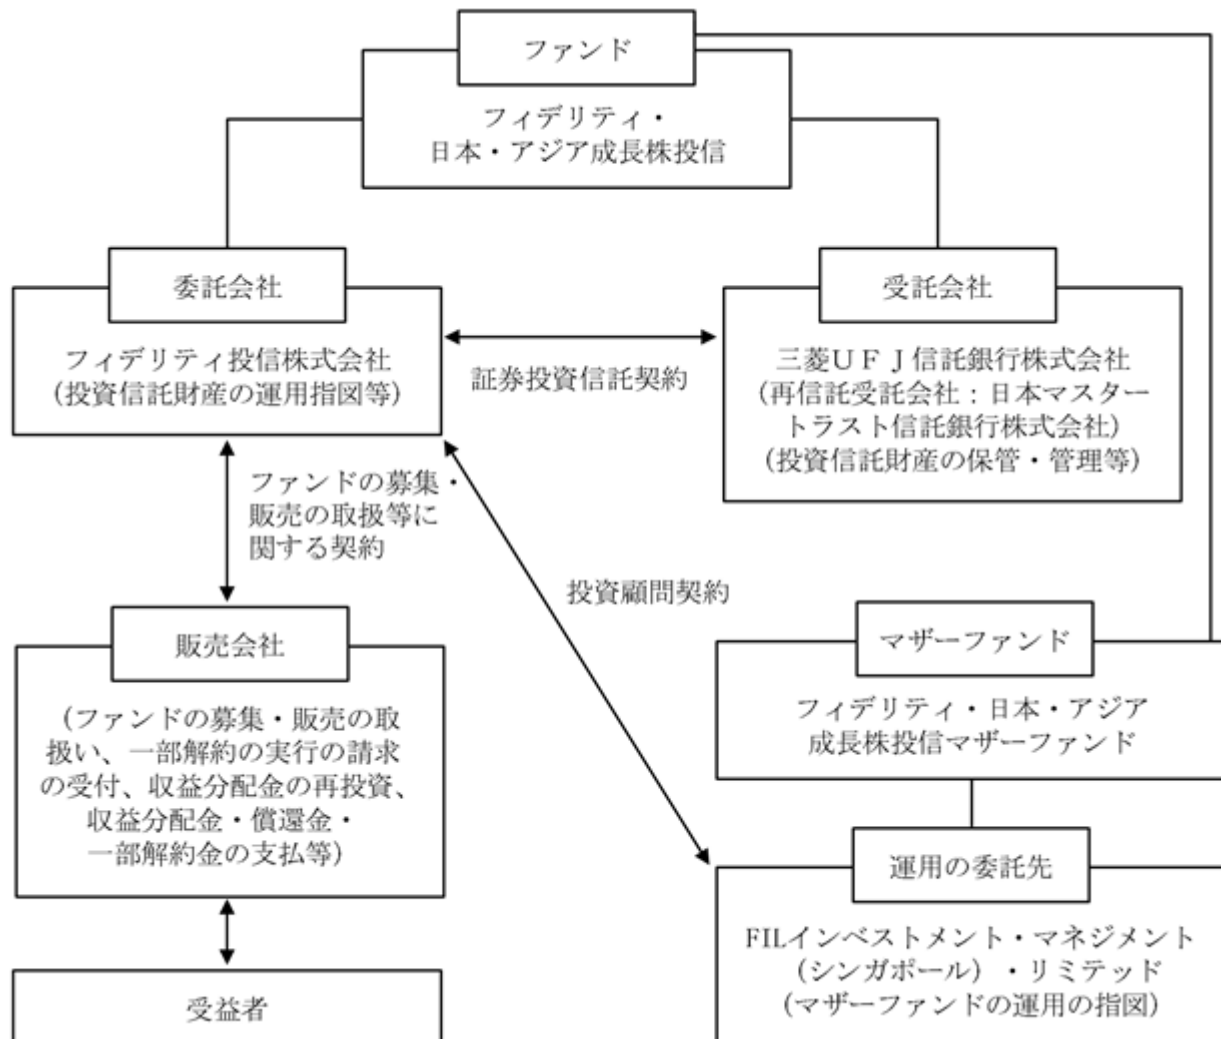 ファンド
フィデリティ・
日本・アジア成長株投信
委託会社
フィデリティ投信株式会社
(投資信託財産の運用指図等)
証券投資信託契約
受託会社
三菱ＵＦＪ信託銀行株式会社
(再信託受託会社：日本マスター
トラスト信託銀行株式会社)
(投資信託財産の保管・管理等)
ファンドの募集・
販売の取扱等に
関する契約
投資顧問契約
販売会社
(ファンドの募集・販売の取
扱い、一部解約の実行の請求
の受付、収益分配金の再投資、
収益分配金・償還金・
一部解約金の支払等)
マザーファンド
フィデリティ・日本・アジア
成長株投信マザーファンド
運用の委託先
FILインベストメント・マネジメント
(シンガポール)・リミテッド
(マザーファンドの運用の指図)
受益者